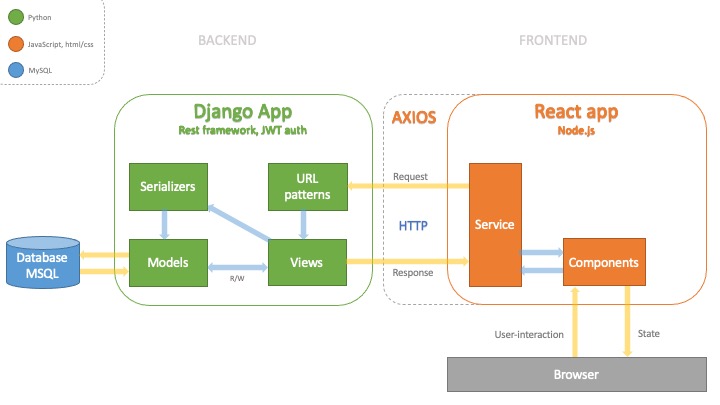 Python
JavaScript, html/css
MySQL
BACKEND
FRONTEND
Django App
Rest framework, JWT auth
AXIOS
React app
Node.js
Serializers
URL
patterns
Request
Service
HTTP
Database
MSQL
Models
R/W
Views
Response
Components
User-interaction
State
Browser